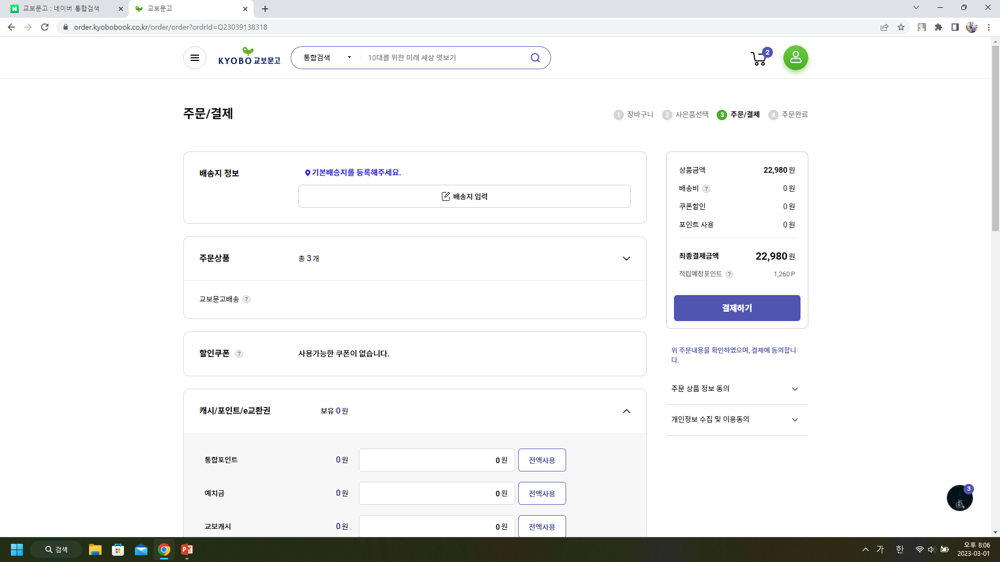 교보문고 : 네이버 통합검색
교보문고
order.kyobobook.co.kr/order/order?ordrId=O23039138318
KYOBO 교보문고
통합검색
10대를 위한 미래 세상 엿보기
2
주문/결제
1 장바구니 2 사은품선택 3 주문/결제 4 주문완료
배송지 정보
기본배송지를 등록해주세요.
배송지 입력
주문상품
총 3 개
교보문고배송 ?
할인쿠폰 ?
사용가능한 쿠폰이 없습니다.
캐시/포인트/e교환권
보유 0 원
통합포인트 0 원 0 원 전액사용
예치금 0 원 0 원 전액사용
교보캐시 0 원 0 원 전액사용
상품금액 22,980 원
배송비 ? 0 원
쿠폰할인 0 원
포인트 사용 0 원
최종결제금액 22,980 원
적립예정포인트 ? 1,260 P
결제하기
위 주문내용을 확인하였으며, 결제에 동의합니
다.
주문 상품 정보 동의
개인정보 수집 및 이용동의
3
검색
가 한
오후 8:06
2023-03-01